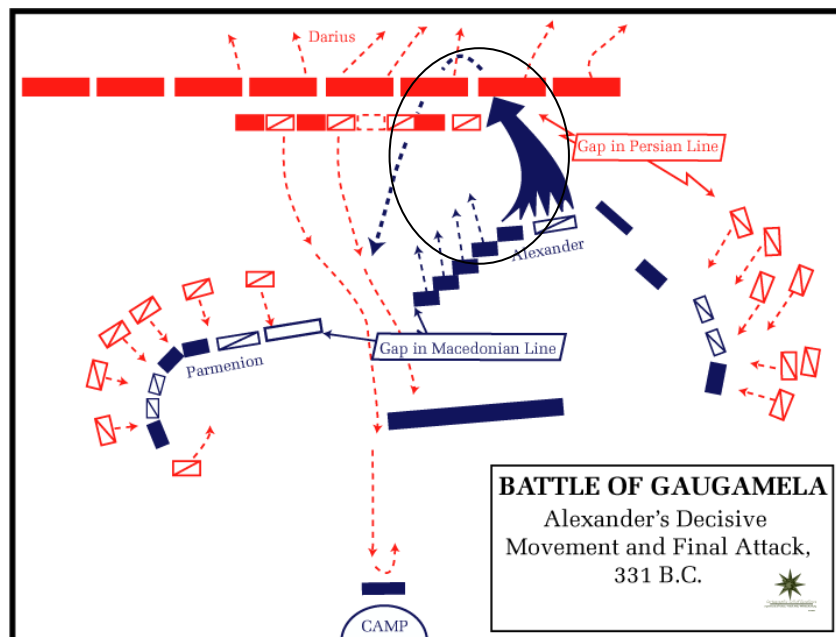 Darius
Gap in Persian Line
Alexander
Gap in Macedonian Line
Parmenion
BATTLE OF GAUGAMELA
Alexander's Decisive
Movement and Final Attack,
331 B.C.
CAMP